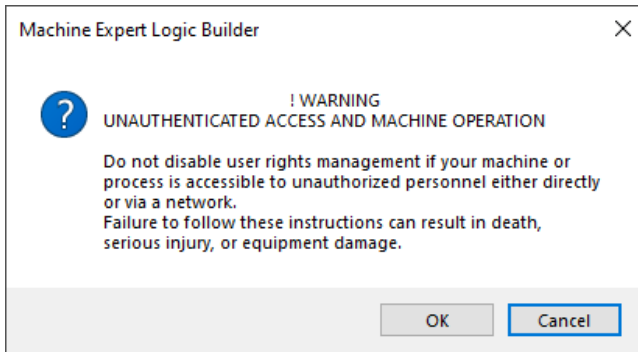 Machine Expert Logic Builder
! WARNING
UNAUTHENTICATED ACCESS AND MACHINE OPERATION
Do not disable user rights management if your machine or
process is accessible to unauthorized personnel either directly
or via a network.
Failure to follow these instructions can result in death,
serious injury, or equipment damage.
OK
Cancel